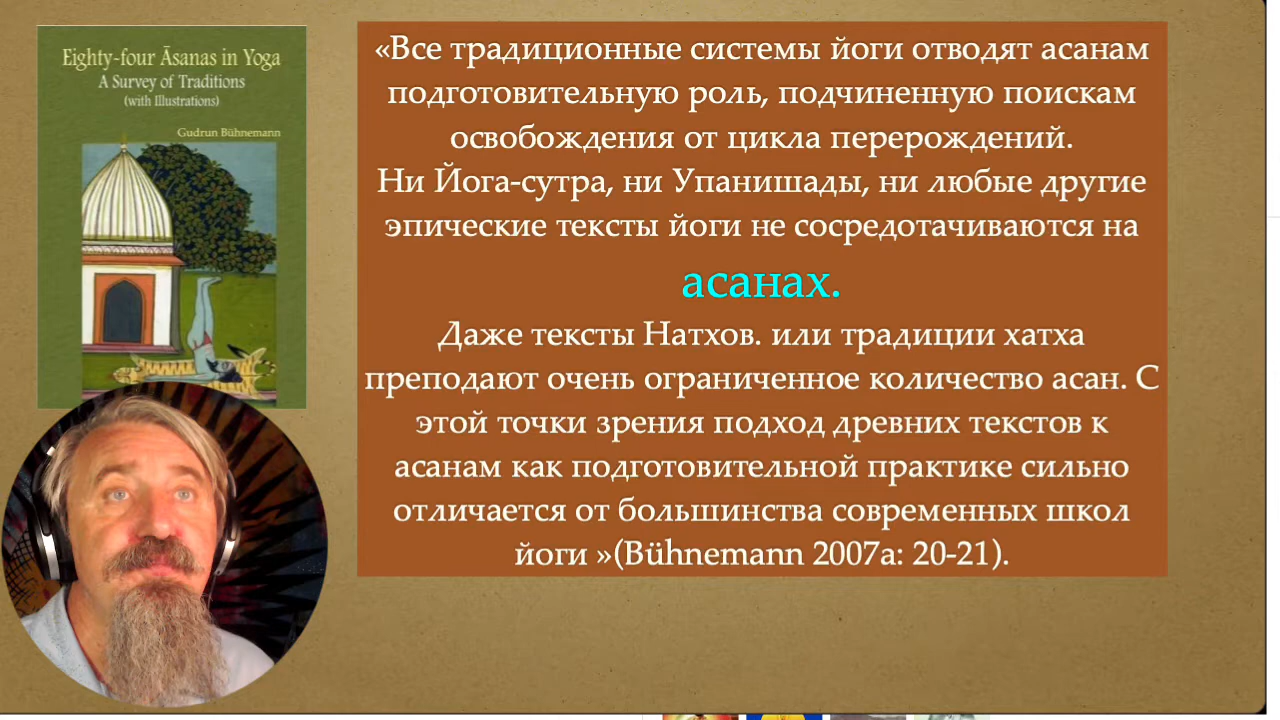 Eighty-four Āsanas in Yoga
A Survey of Traditions
(with Illustrations)
Gudrun Bühnemann
«Все традиционные системы йоги отводят асанам
подготовительную роль, подчиненную поискам
освобождения от цикла перерождений.
Ни Йога-сутра, ни Упанишады, ни любые другие
эпические тексты йоги не сосредотачиваются на
асанах.
Даже тексты Натхов. или традиции хатха
преподают очень ограниченное количество асан. С
этой точки зрения подход древних текстов к
асанам как подготовительной практике сильно
отличается от большинства современных школ
йоги »(Bühnemann 2007a: 20-21).